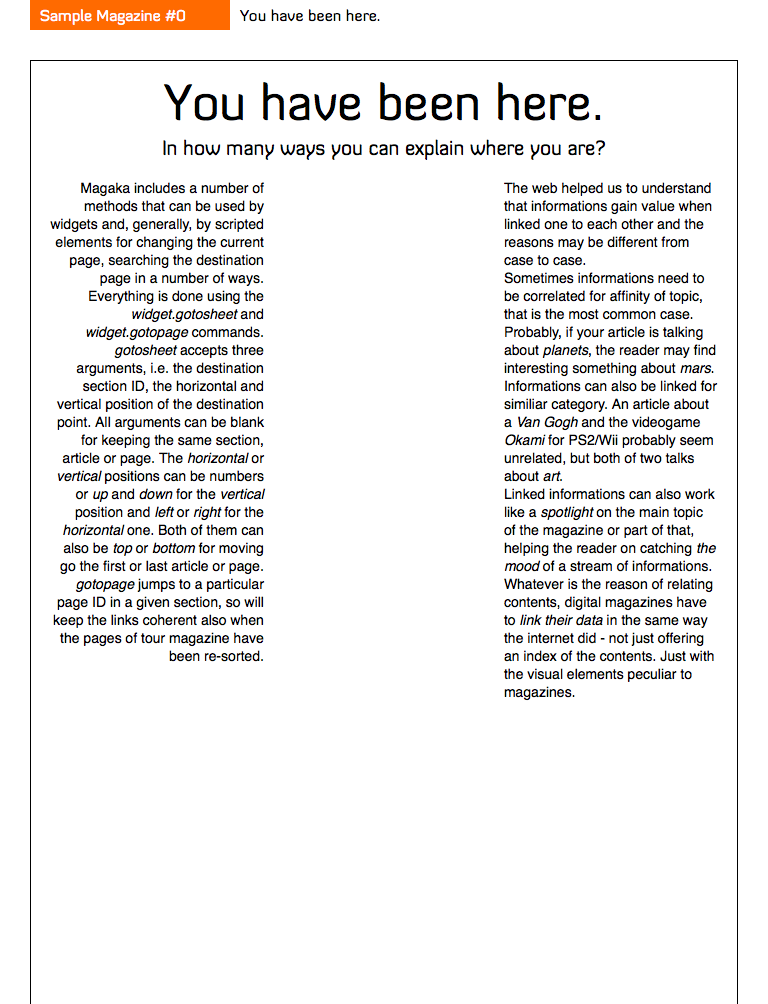 Sample Magazine #0
You have been here.
You have been here.
In how many ways you can explain where you are?
Magaka includes a number of
methods that can be used by
widgets and, generally, by scripted
elements for changing the current
page, searching the destination
page in a number of ways.
Everything is done using the
widget.gotosheet and
widget.gotopage commands.
gotosheet accepts three
arguments, i.e. the destination
section ID, the horizontal and
vertical position of the destination
point. All arguments can be blank
for keeping the same section,
article or page. The horizontal or
vertical positions can be numbers
or up and down for the vertical
position and left or right for the
horizontal one. Both of them can
also be top or bottom for moving
go the first or last article or page.
gotopage jumps to a particular
page ID in a given section, so will
keep the links coherent also when
the pages of tour magazine have
been re-sorted.
The web helped us to understand
that informations gain value when
linked one to each other and the
reasons may be different from
case to case.
Sometimes informations need to
be correlated for affinity of topic,
that is the most common case.
Probably, if your article is talking
about planets, the reader may find
interesting something about mars.
Informations can also be linked for
similiar category. An article about
a Van Gogh and the videogame
Okami for PS2/Wii probably seem
unrelated, but both of two talks
about art.
Linked informations can also work
like a spotlight on the main topic
of the magazine or part of that,
helping the reader on catching the
mood of a stream of informations.
Whatever is the reason of relating
contents, digital magazines have
to link their data in the same way
the internet did - not just offering
an index of the contents. Just with
the visual elements peculiar to
magazines.